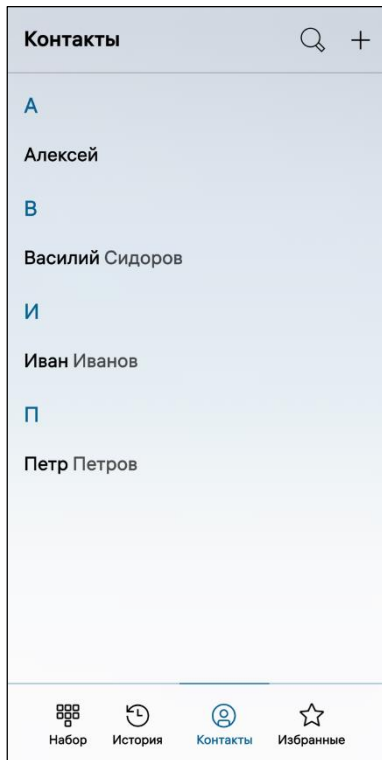 Контакты
А
Алексей
В
Василий Сидоров
И
Иван Иванов
П
Петр Петров
Набор История Контакты Избранные